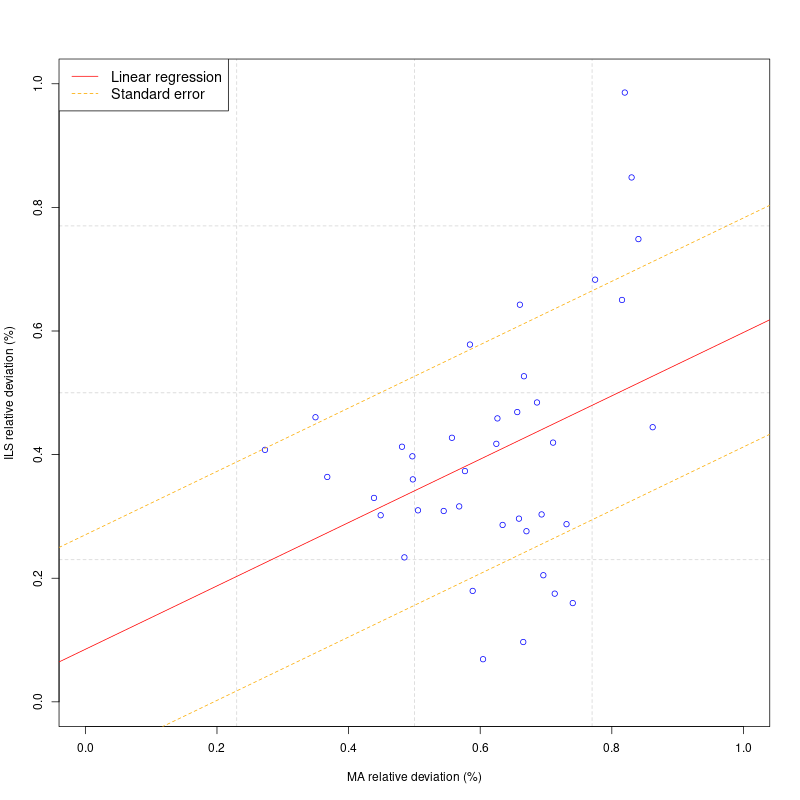 Linear regression
Standard error
ILS relative deviation (%)
1.0
0.8
0.6
0.4
0.2
0.0
0.0 0.2 0.4 0.6 0.8 1.0
MA relative deviation (%)